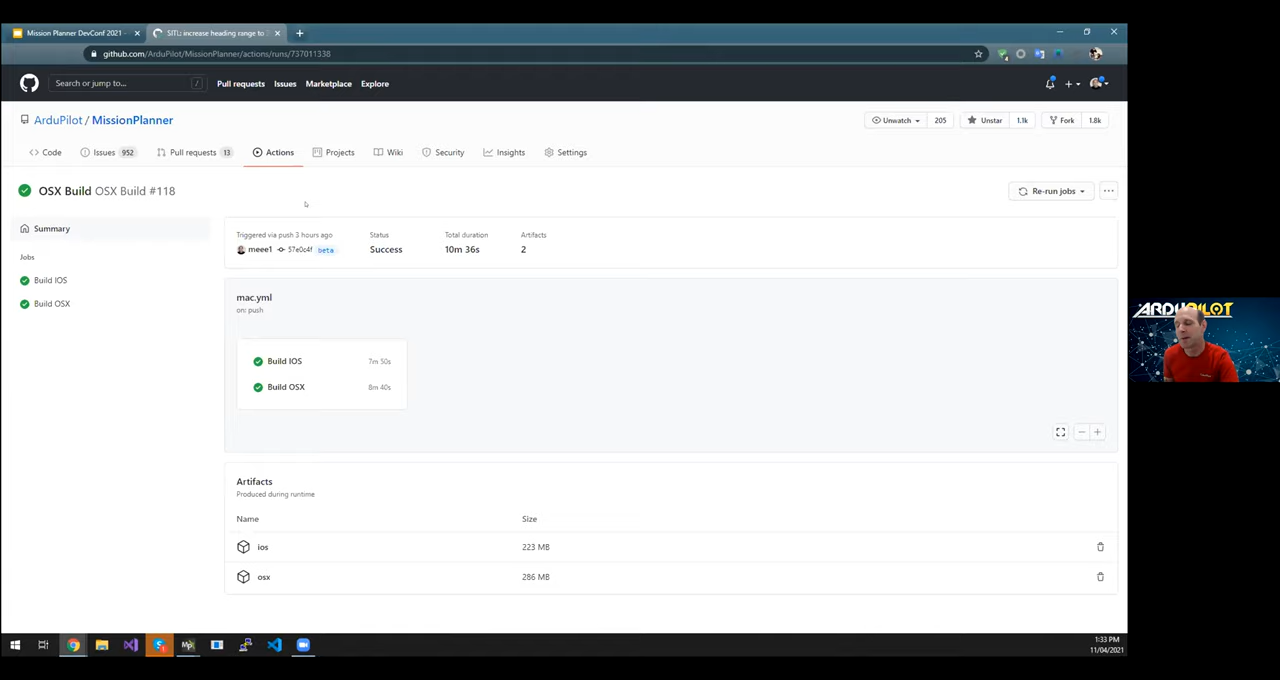 Mission Planner DevConf 2021 -
SITL: increase heading range to
github.com/ArduPilot/MissionPlanner/actions/runs/737011338
Search or jump to...
/
Pull requests
Issues
Marketplace
Explore
ArduPilot / MissionPlanner
Unwatch
205
Unstar
1.1k
Fork
1.8k
Code
Issues 952
Pull requests 13
Actions
Projects
Wiki
Security
Insights
Settings
OSX Build OSX Build #118
Re-run jobs
Summary
Jobs
Build IOS
Build OSX
Triggered via push 3 hours ago
Status
Total duration
Artifacts
meee1
57e0c4f
beta
Success
10m 36s
2
mac.yml
on: push
Build IOS
7m 50s
Build OSX
8m 40s
Artifacts
Produced during runtime
Name
Size
ios
223 MB
osx
286 MB
ARDUPILOT
1:33 PM
11/04/2021